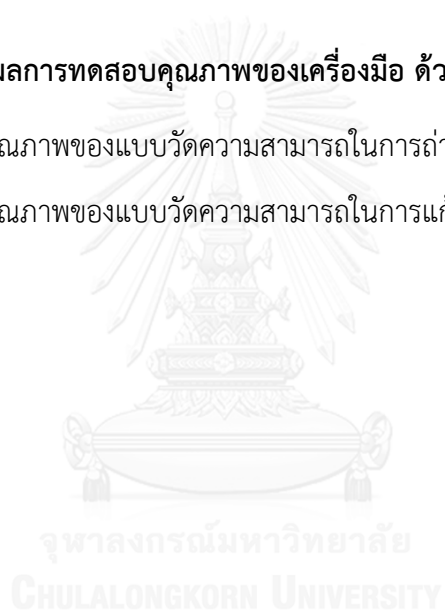 ผลการทดสอบคุณภาพของเครื่องมือ ด้ว
คุณภาพของแบบวัดความสามารถในการถ่า
คุณภาพของแบบวัดความสามารถในการแก้
จุฬาลงกรณ์มหาวิทยาลัย
CHULALONGKORN UNIVERSITY